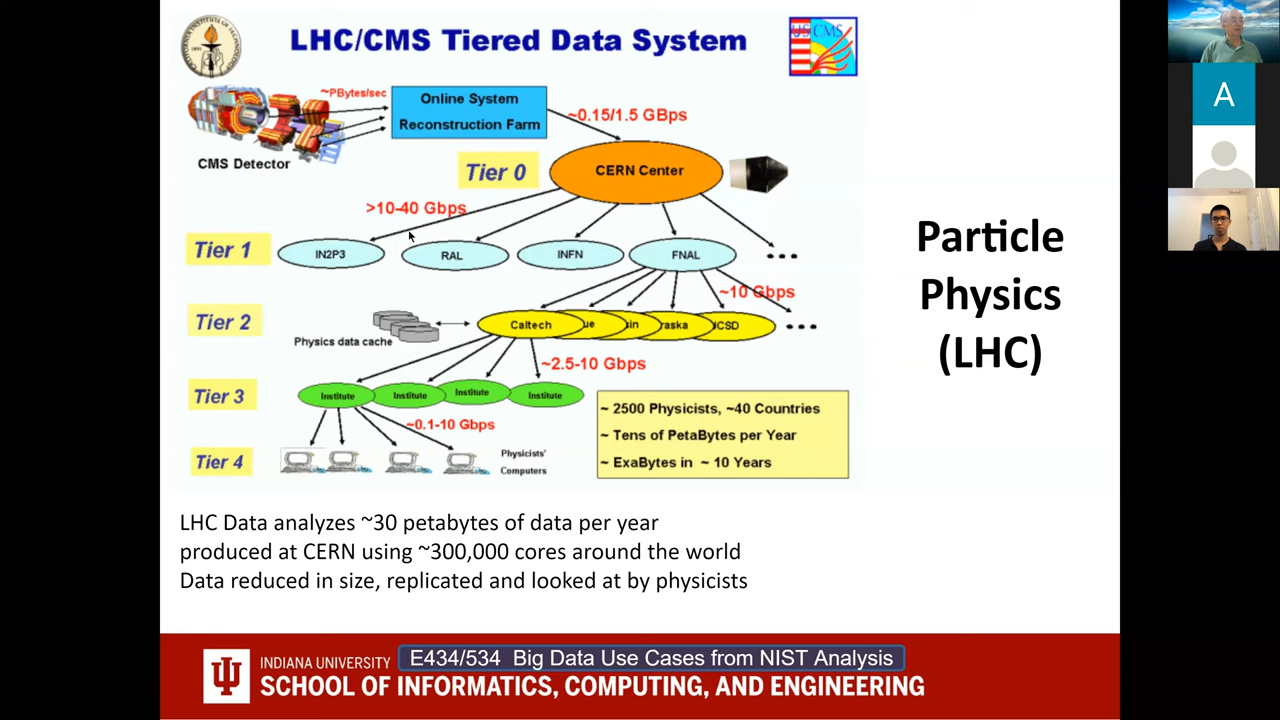 LHC/CMS Tiered Data System
US CMS
~PBytes/sec
Online System
Reconstruction Farm
~0.15/1.5 GBps
CMS Detector
Tier 0
CERN Center
>10-40 Gbps
Tier 1
IN2P3
RAL
INFN
FNAL
~10 Gbps
Tier 2
Physics data cache
Caltech
ue
in
raska
UCSD
~2.5-10 Gbps
Tier 3
Institute
Institute
Institute
Institute
~0.1-10 Gbps
Tier 4
Physicists'
Computers
~ 2500 Physicists, ~40 Countries
~ Tens of PetaBytes per Year
~ ExaBytes in ~ 10 Years
Particle
Physics
(LHC)
LHC Data analyzes ~30 petabytes of data per year
produced at CERN using ~300,000 cores around the world
Data reduced in size, replicated and looked at by physicists
A
INDIANA UNIVERSITY
E434/534 Big Data Use Cases from NIST Analysis
SCHOOL OF INFORMATICS, COMPUTING, AND ENGINEERING